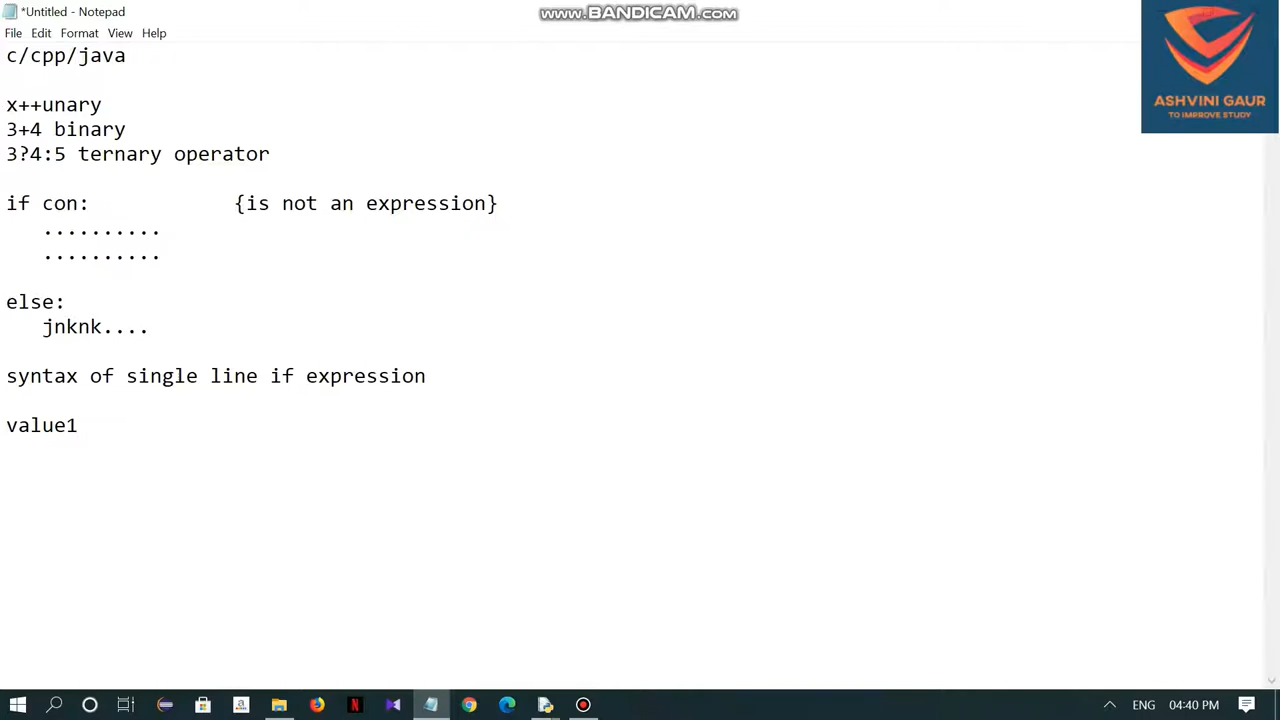 *Untitled - Notepad
www.BANDICAM.com
File Edit Format View Help
c/cpp/java
x++unary
3+4 binary
3?4:5 ternary operator
if con: {is not an expression}
..........
..........
else:
jnknk....
syntax of single line if expression
value1
ASHVINI GAUR
TO IMPROVE STUDY
a
N
ENG 04:40 PM